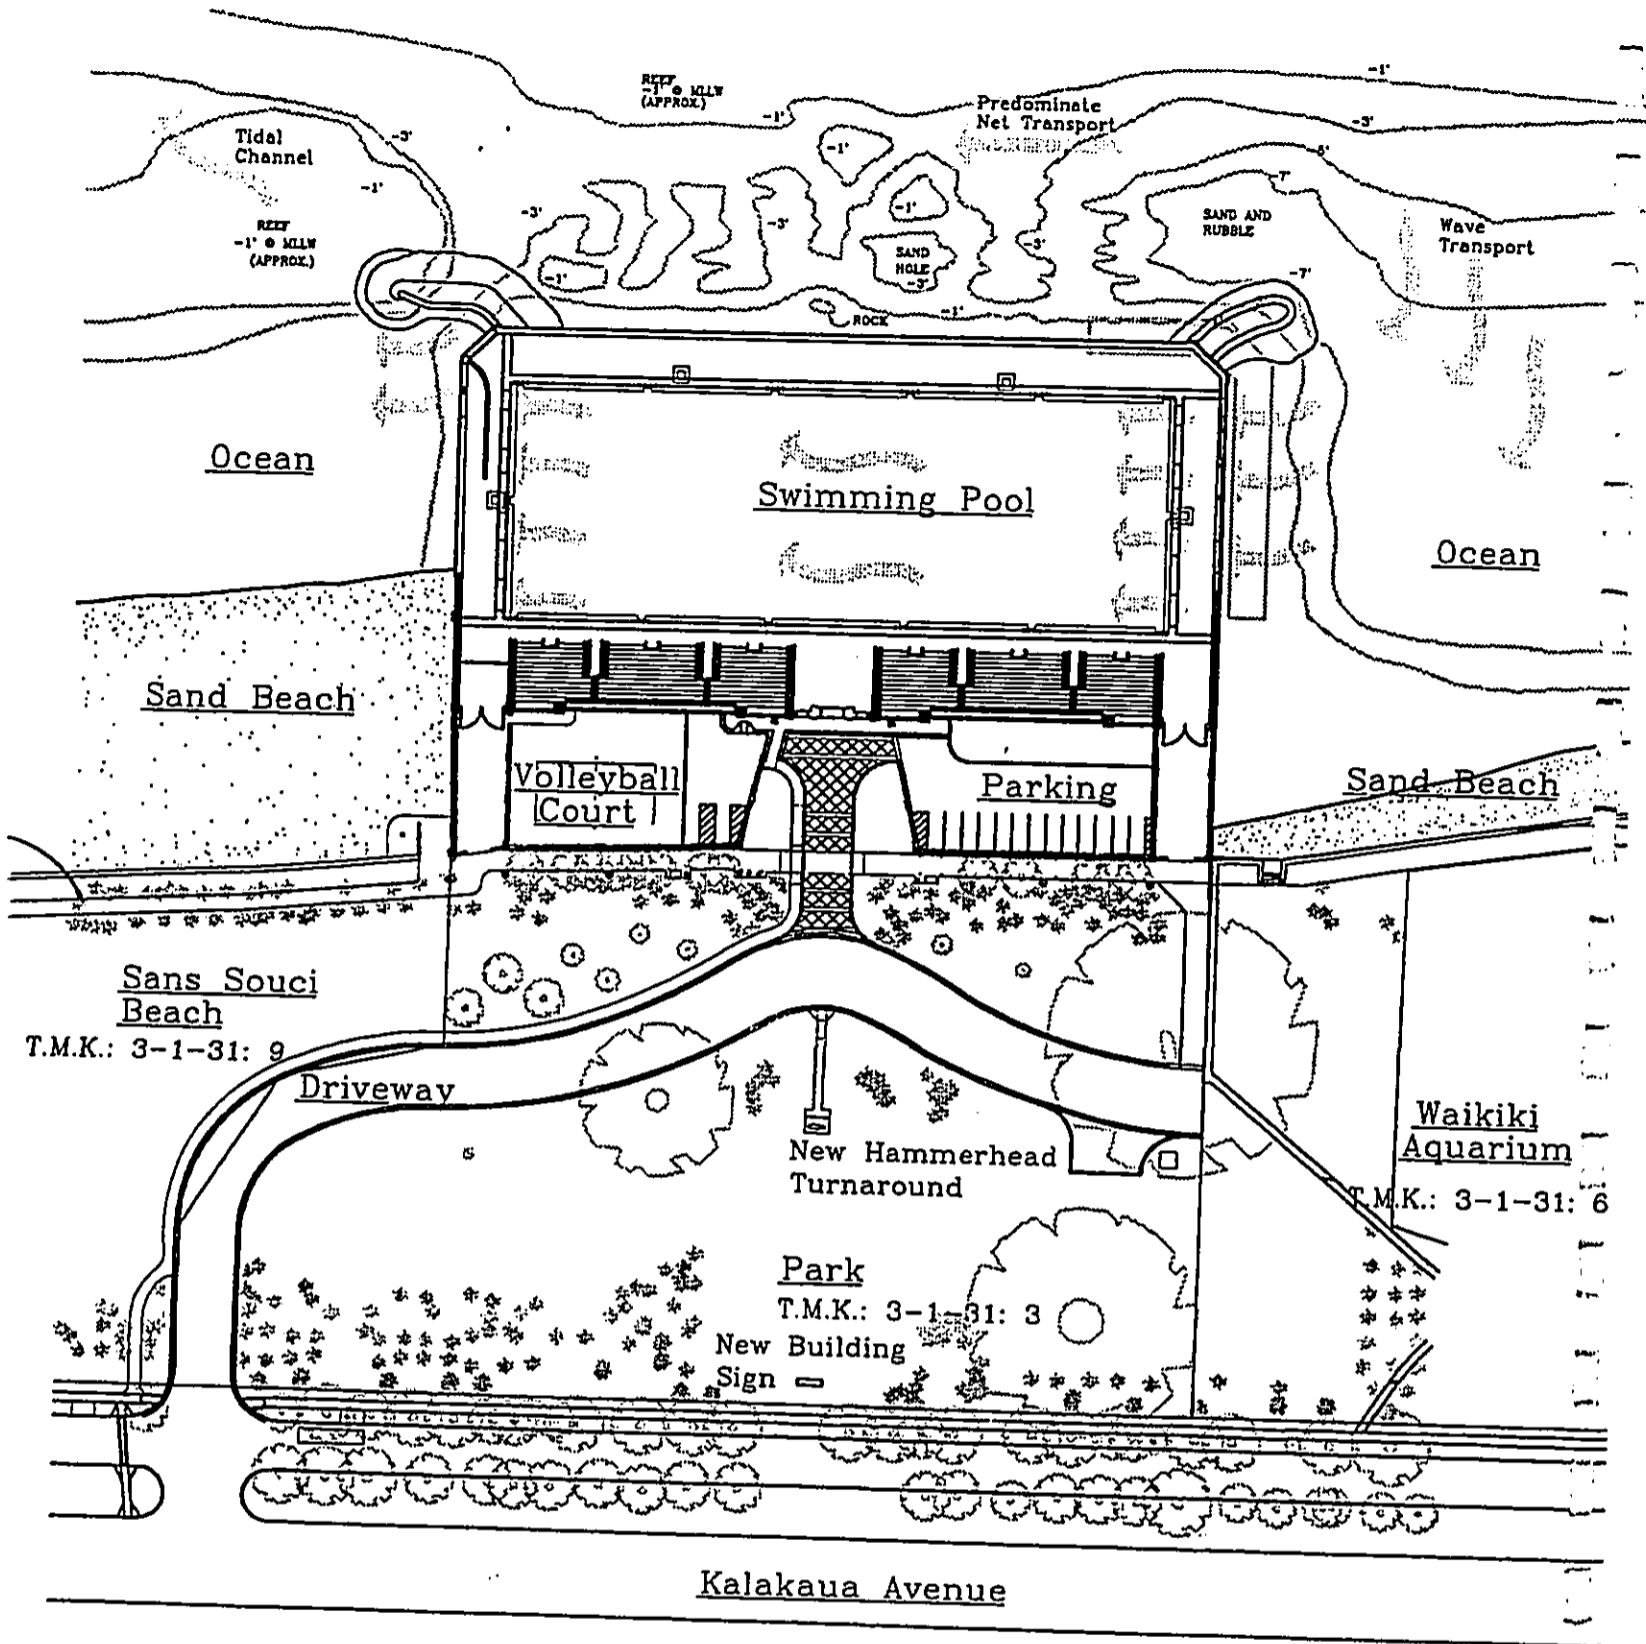 -1'
REEF
-1' @ MLLW
(APPROX.)
-1'
Predominate
Net Transport
-3'
Tidal
Channel
-3'
-1'
-1'
5'
-7'
-1'
REEF
-1' @ MLLW
(APPROX.)
-3'
-3'
-3'
SAND AND
RUBBLE
Wave
Transport
SAND
HOLE
-3'
-1'
-7'
-1'
ROCK
Ocean
Swimming Pool
Ocean
Sand Beach
Volleyball
Court
Parking
Sand Beach
Sans Souci
Beach
T.M.K.: 3-1-31: 9
Driveway
New Hammerhead
Turnaround
Waikiki
Aquarium
T.M.K.: 3-1-31: 6
Park
T.M.K.: 3-1-31: 3
New Building
Sign
Kalakaua Avenue